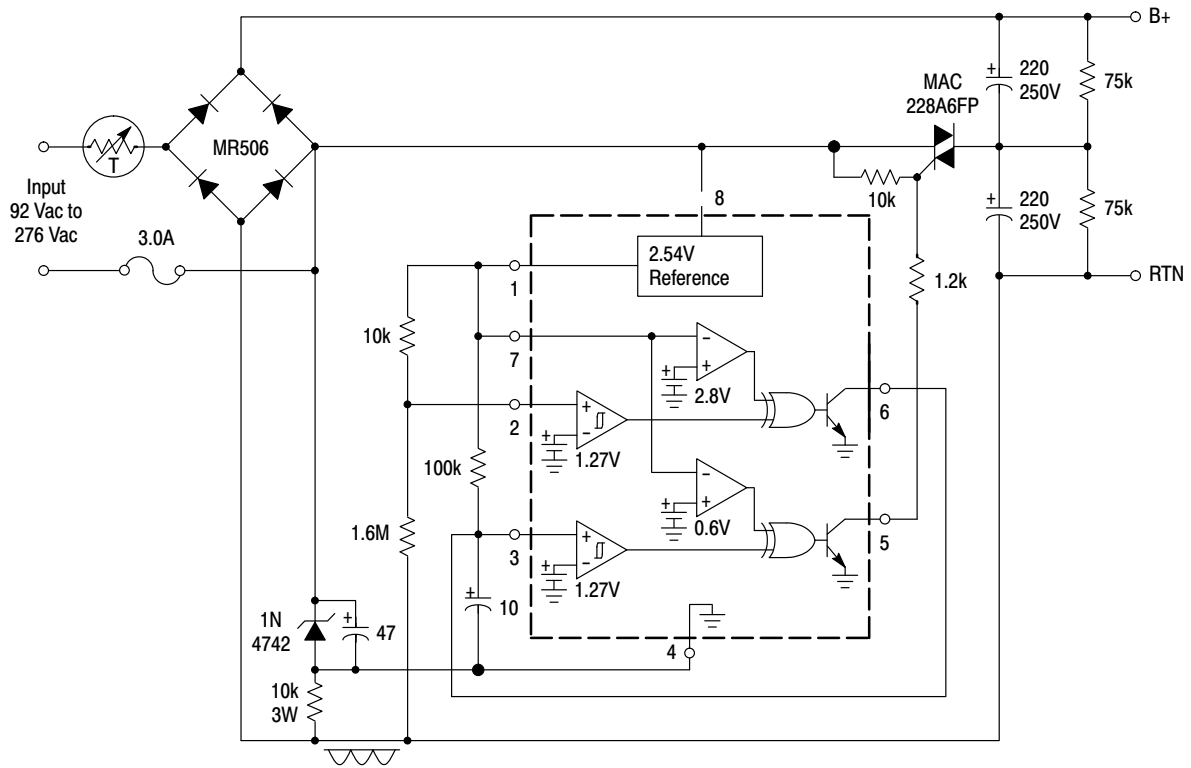 B+
220
250V
75k
MAC
228A6FP
MR506
T
Input
92 Vac to
276 Vac
3.0A
10k
8
220
250V
75k
2.54V
Reference
1
1.2k
RTN
10k
7
-
+
2.8V
6
2
+
-
1.27V
100k
-
+
0.6V
5
1.6M
3
+
-
1.27V
10
1N
4742
47
4
10k
3W